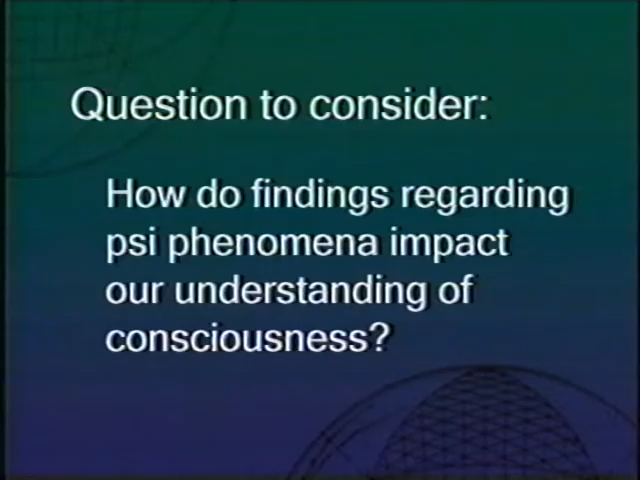 Question to consider:
How do findings regarding
psi phenomena impact
our understanding of
consciousness?